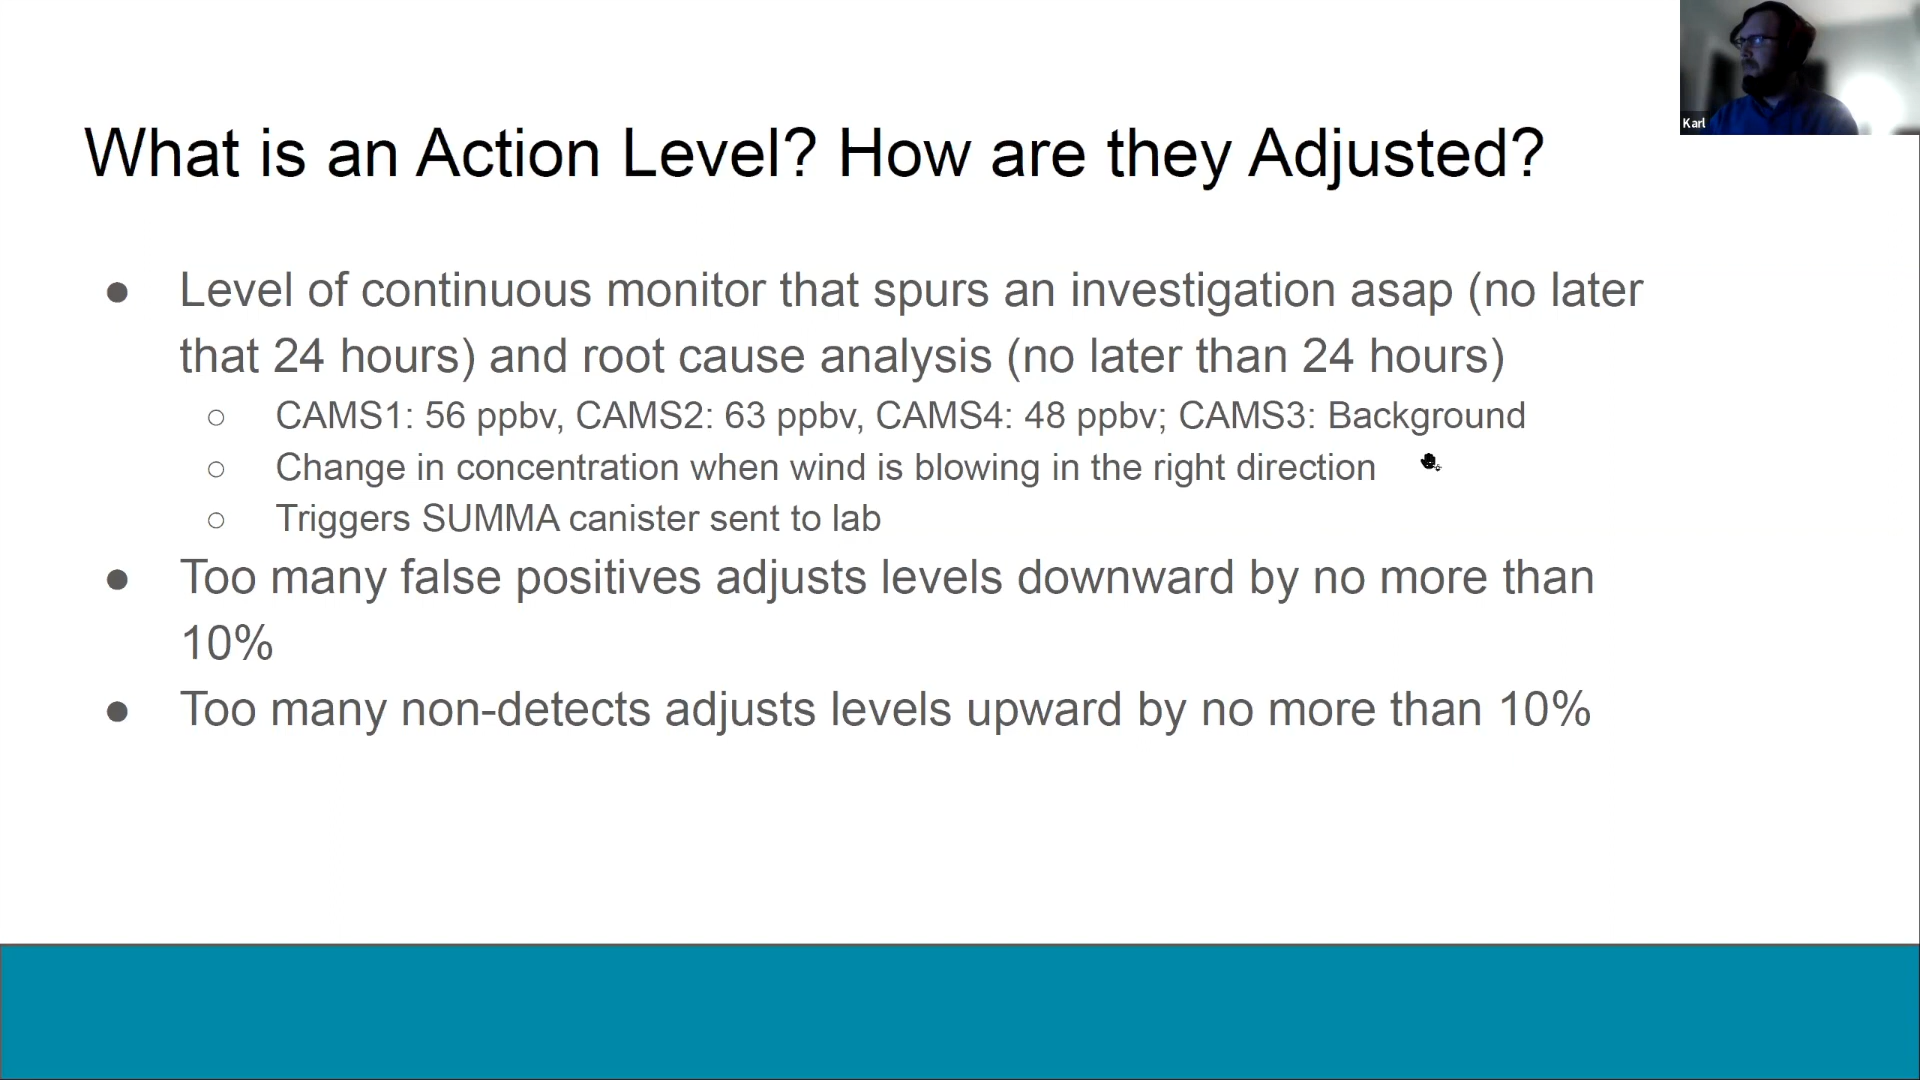 Karl
What is an Action Level? How are they Adjusted?
● Level of continuous monitor that spurs an investigation asap (no later
that 24 hours) and root cause analysis (no later than 24 hours)
○ CAMS1: 56 ppbv, CAMS2: 63 ppbv, CAMS4: 48 ppbv; CAMS3: Background
○ Change in concentration when wind is blowing in the right direction
○ Triggers SUMMA canister sent to lab
● Too many false positives adjusts levels downward by no more than
10%
● Too many non-detects adjusts levels upward by no more than 10%